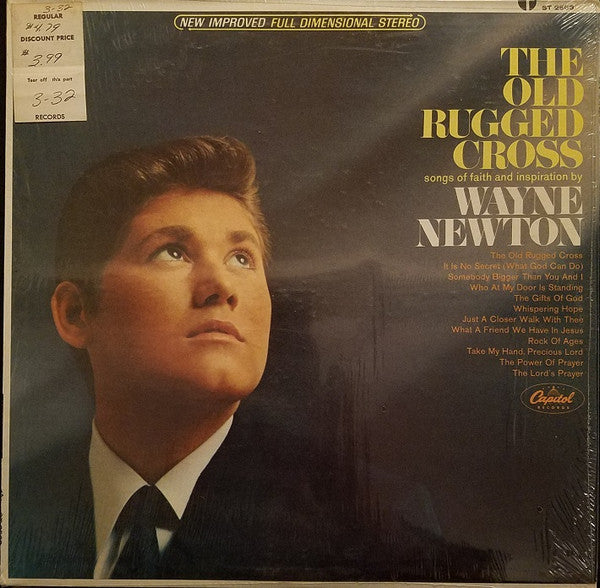 3-32
REGULAR
4.79
DISCOUNT PRICE
3.99
Tear off this part
3-32
RECORDS
NEW IMPROVED FULL DIMENSIONAL STEREO
ST 2563
THE
OLD
RUGGED
CROSS
songs of faith and inspiration by
WAYNE
NEWTON
The Old Rugged Cross
It Is No Secret (What God Can Do)
Somebody Bigger Than You And I
Who At My Door Is Standing
The Gifts Of God
Whispering Hope
Just A Closer Walk With Thee
What A Friend We Have In Jesus
Rock Of Ages
Take My Hand, Precious Lord
The Power Of Prayer
The Lord's Prayer
Capitol
RECORDS